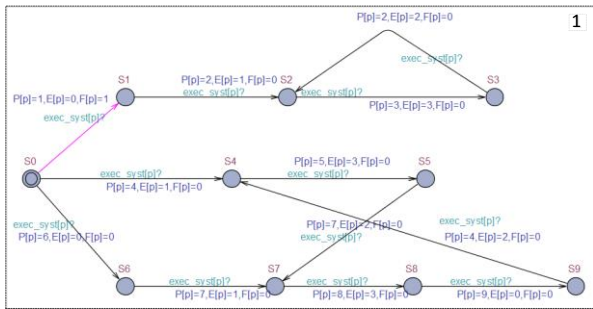 P[p]=2,E[p]=2,F[p]=0
1
exec_syst[p]?
S1
P[p]=2,E[p]=1,F[p]=0
S2
S3
exec_syst[p]?
exec_syst[p]?
P[p]=1,E[p]=0,F[p]=1
P[p]=3,E[p]=3,F[p]=0
exec_syst[p]?
S0
S4
P[p]=5,E[p]=3,F[p]=0
S5
exec_syst[p]?
exec_syst[p]?
P[p]=4,E[p]=1,F[p]=0
exec_syst[p]?
P[p]=7,E[p]=2,F[p]=0
exec_syst[p]?
P[p]=6,E[p]=0,F[p]=0
exec_syst[p]?
P[p]=4,E[p]=2,F[p]=0
S6
S7
S8
S9
exec_syst[p]?
exec_syst[p]?
exec_syst[p]?
P[p]=7,E[p]=1,F[p]=0
P[p]=8,E[p]=3,F[p]=0
P[p]=9,E[p]=0,F[p]=0